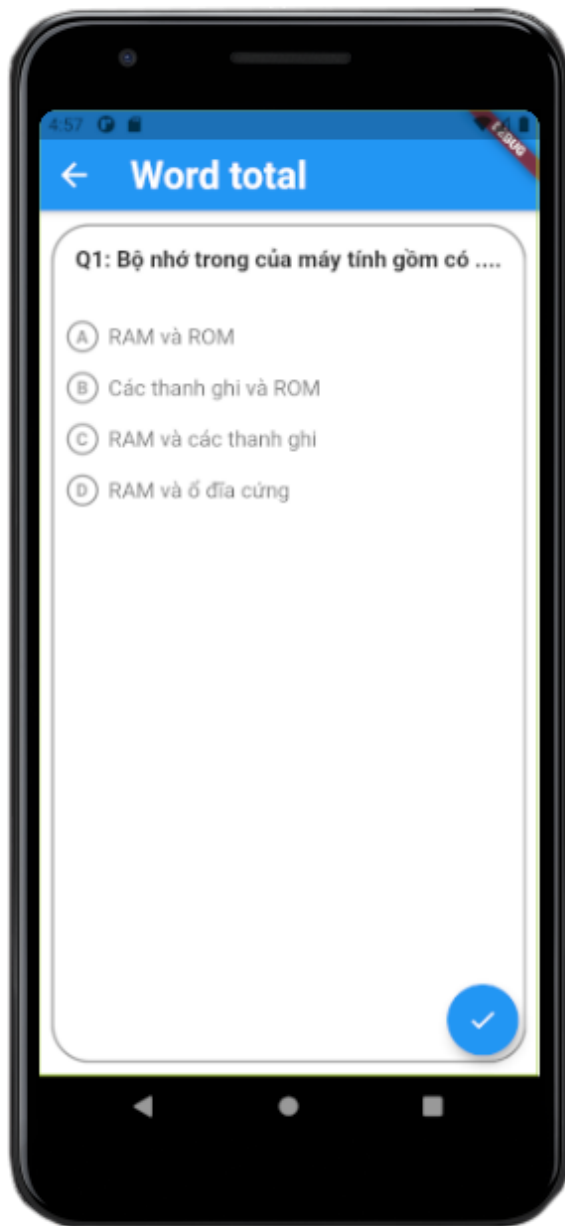 4:57
DEBUG
Word total
Q1: Bộ nhớ trong của máy tính gồm có ....
A RAM và ROM
B Các thanh ghi và ROM
C RAM và các thanh ghi
D RAM và ổ đĩa cứng